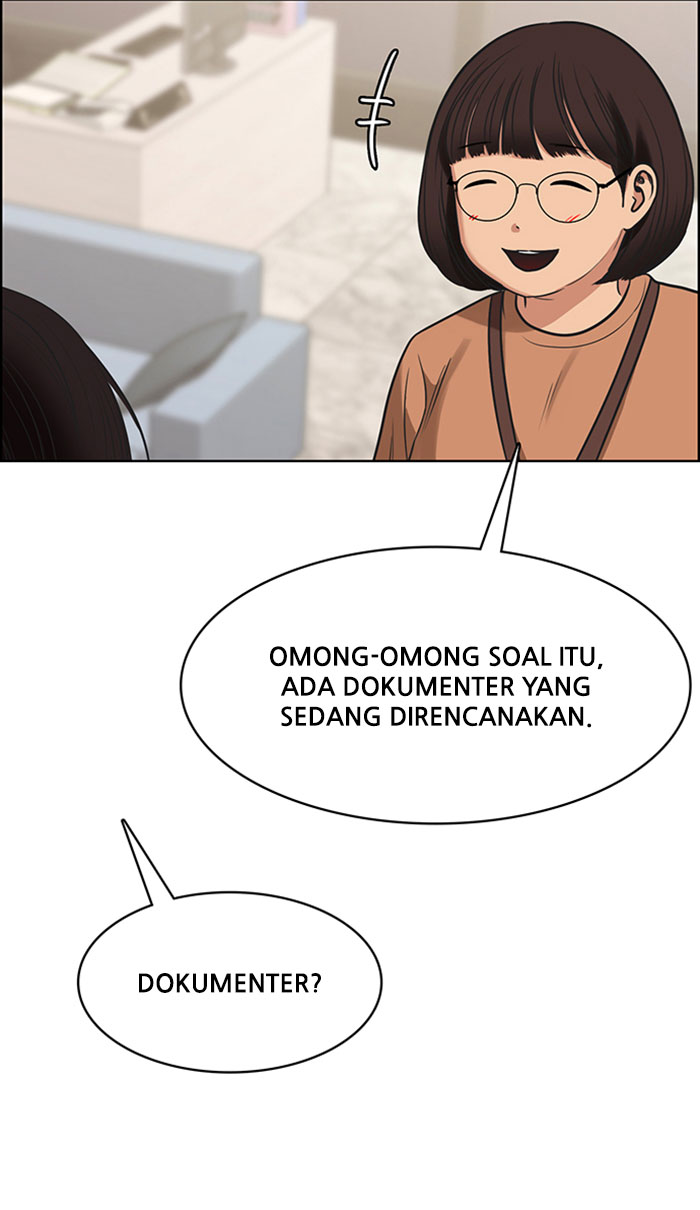 OMONG-OMONG SOAL ITU,
ADA DOKUMENTER YANG
SEDANG DIRENCANAKAN.
DOKUMENTER?